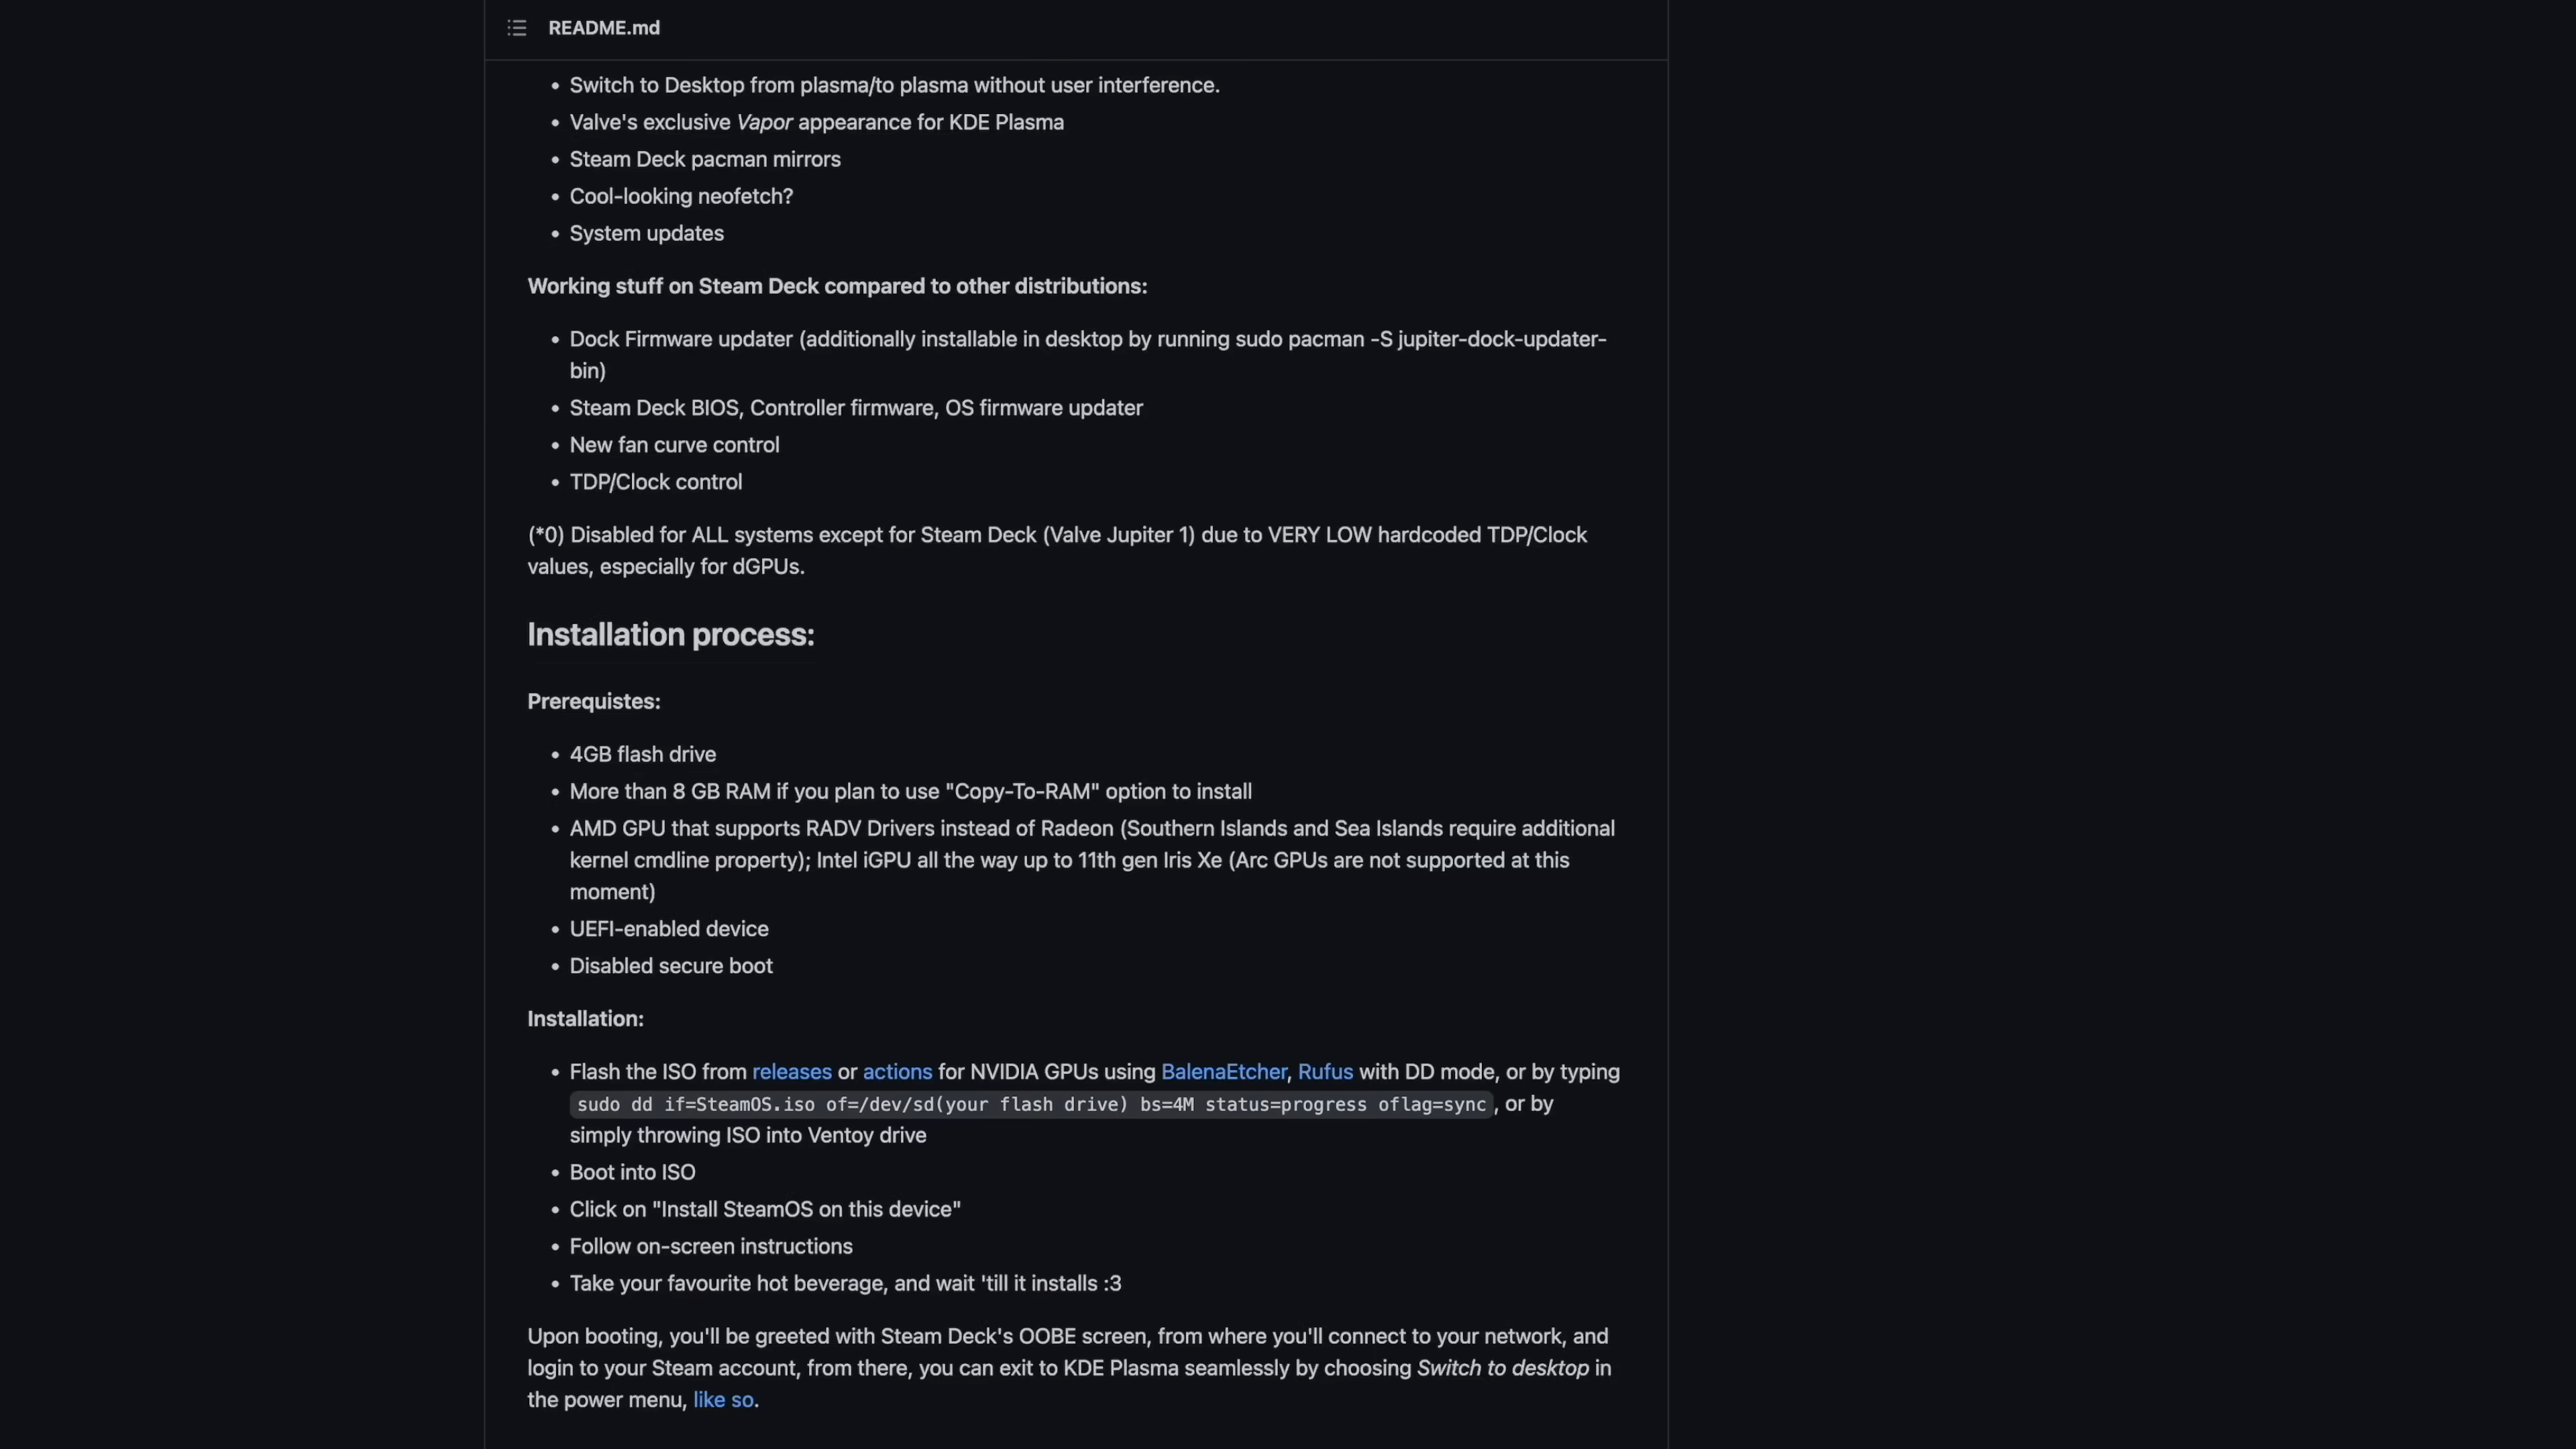 README.md
• Switch to Desktop from plasma/to plasma without user interference.
• Valve's exclusive Vapor appearance for KDE Plasma
• Steam Deck pacman mirrors
• Cool-looking neofetch?
• System updates
Working stuff on Steam Deck compared to other distributions:
• Dock Firmware updater (additionally installable in desktop by running sudo pacman -S jupiter-dock-updater-
bin)
• Steam Deck BIOS, Controller firmware, OS firmware updater
• New fan curve control
• TDP/Clock control
(*0) Disabled for ALL systems except for Steam Deck (Valve Jupiter 1) due to VERY LOW hardcoded TDP/Clock
values, especially for dGPUs.
Installation process:
Prerequistes:
• 4GB flash drive
• More than 8 GB RAM if you plan to use "Copy-To-RAM" option to install
• AMD GPU that supports RADV Drivers instead of Radeon (Southern Islands and Sea Islands require additional
kernel cmdline property); Intel iGPU all the way up to 11th gen Iris Xe (Arc GPUs are not supported at this
moment)
• UEFI-enabled device
• Disabled secure boot
Installation:
• Flash the ISO from releases or actions for NVIDIA GPUs using BalenaEtcher, Rufus with DD mode, or by typing
sudo dd if=SteamOS.iso of=/dev/sd(your flash drive) bs=4M status=progress oflag=sync, or by
simply throwing ISO into Ventoy drive
• Boot into ISO
• Click on "Install SteamOS on this device"
• Follow on-screen instructions
• Take your favourite hot beverage, and wait 'till it installs :3
Upon booting, you'll be greeted with Steam Deck's OOBE screen, from where you'll connect to your network, and
login to your Steam account, from there, you can exit to KDE Plasma seamlessly by choosing Switch to desktop in
the power menu, like so.